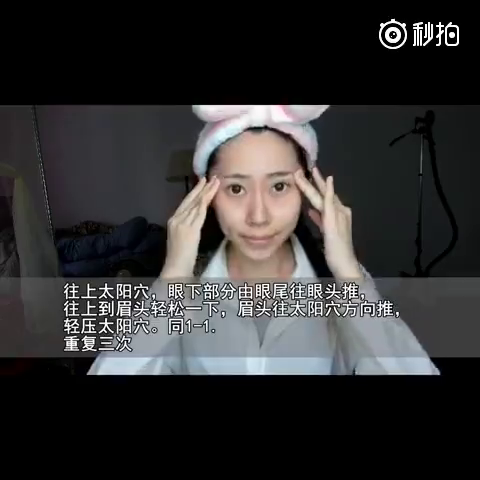 秒拍
往上太阳穴，眼下部分由眼尾往眼头推，
往上到眉头轻松一下，眉头往太阳穴方向推，
轻压太阳穴。同1-1.
重复三次